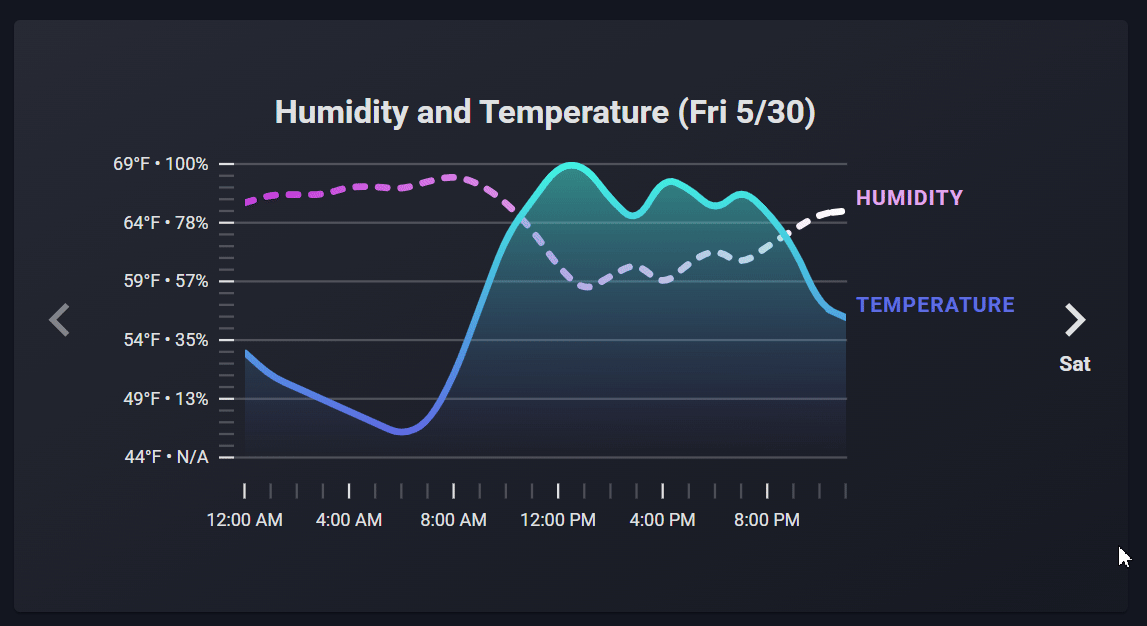 Humidity and Temperature (Fri 5/30)
69°F • 100%
64°F • 78%
59°F • 57%
54°F • 35%
49°F • 13%
44°F • N/A
HUMIDITY
TEMPERATURE
Sat
12:00 AM 4:00 AM 8:00 AM 12:00 PM 4:00 PM 8:00 PM